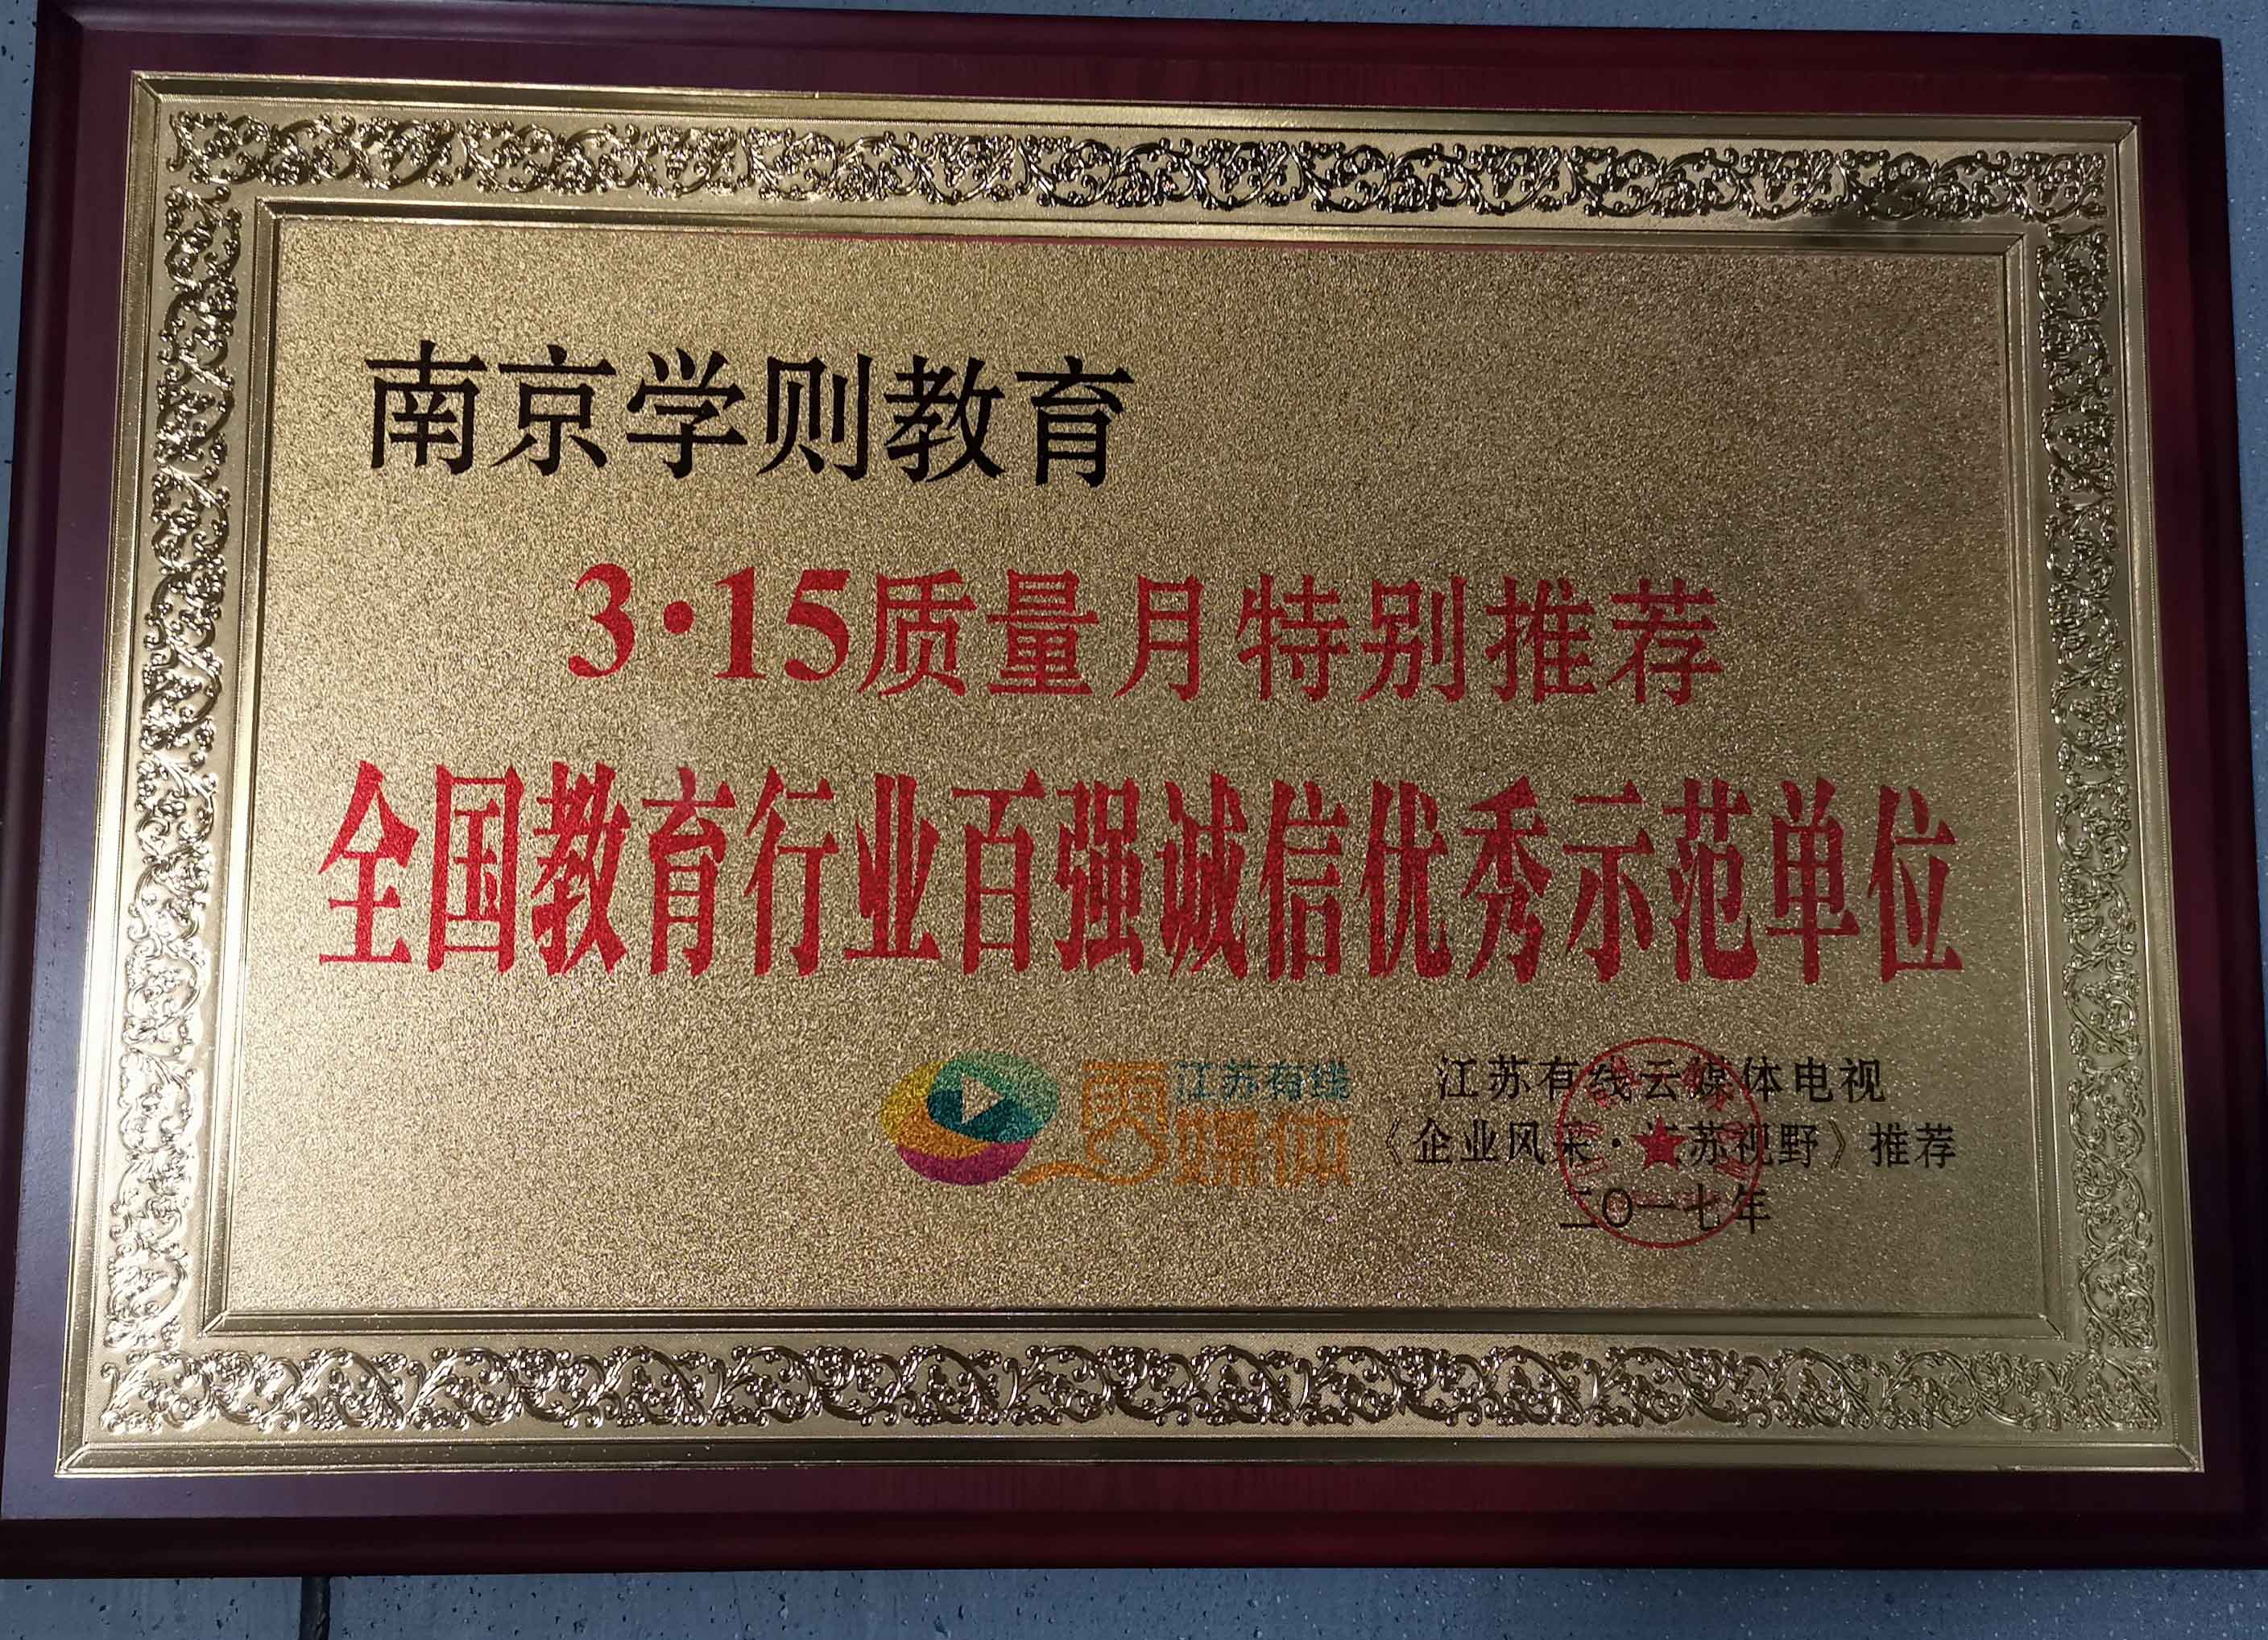 南京学则教育
3·15质量月特别推荐
全国教育行业百强诚信优秀示范单位
江苏有线
云媒体
江苏有线云媒体电视
《企业风采·江苏视野》推荐
二〇一七年